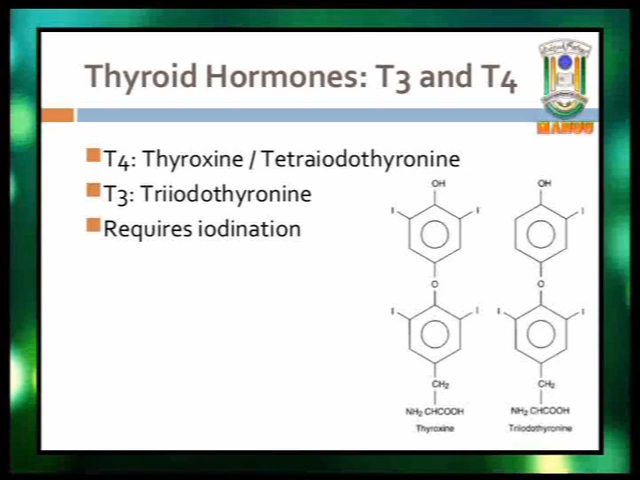 Thyroid Hormones: T3 and T4
MANUU
T4: Thyroxine / Tetraiodothyronine
T3: Triiodothyronine
Requires iodination
OH OH
I I I
O O
I I I I
CH₂ CH₂
NH₂ CHCOOH NH₂ CHCOOH
Thyroxine Triiodothyronine